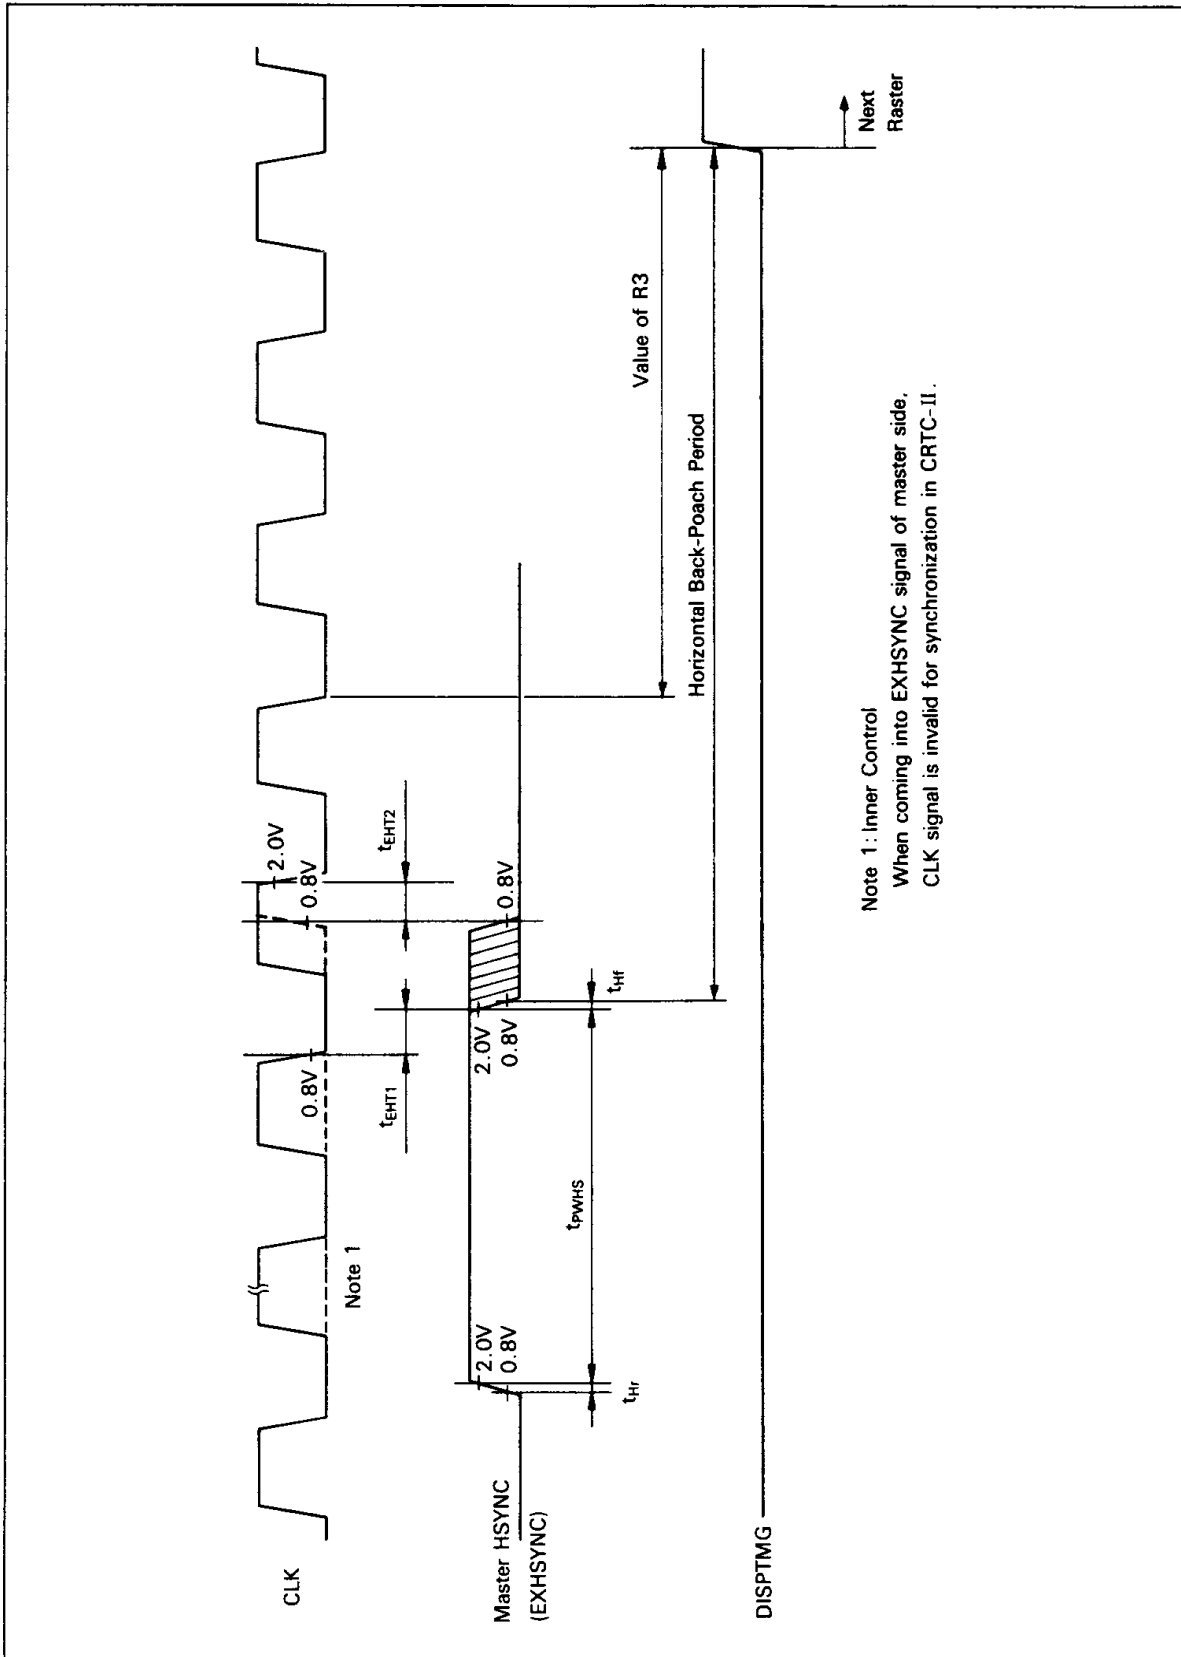 CLK
Note 1
0.8V
2.0V
0.8V
tEHT1
tEHT2
Master HSYNC
(EXHSYNC)
2.0V
0.8V
2.0V
0.8V
0.8V
tHr
tPWHS
tHf
Value of R3
Horizontal Back-Poach Period
DISPTMG
Next
Raster
Note 1: Inner Control
When coming into EXHSYNC signal of master side,
CLK signal is invalid for synchronization in CRTC-II.